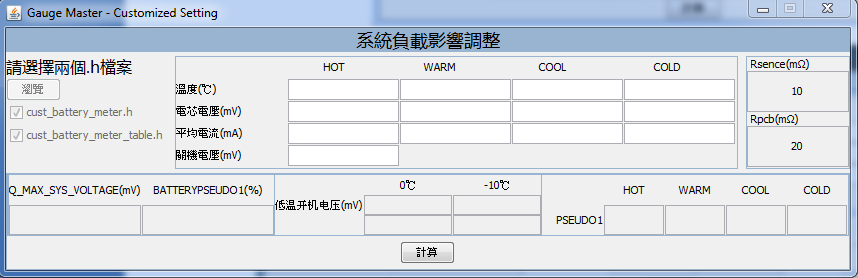 Gauge Master - Customized Setting
系統負載影響調整
請選擇兩個.h檔案
瀏覽
cust_battery_meter.h
cust_battery_meter_table.h
HOT WARM COOL COLD
溫度(℃)
電芯電壓(mV)
平均電流(mA)
關機電壓(mV)
Rsence(mΩ)
10
Rpcb(mΩ)
20
Q_MAX_SYS_VOLTAGE(mV) BATTERYPSEUDO1(%)
低温开机电压(mV)
0℃ -10℃
HOT WARM COOL COLD
PSEUDO1
計算